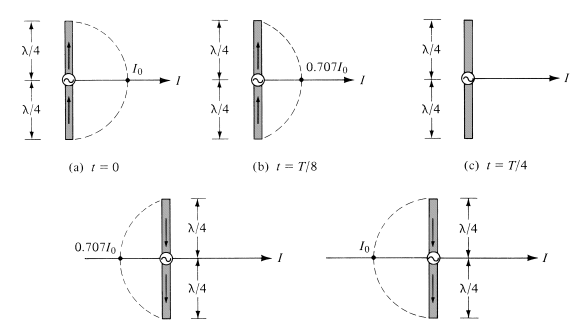 λ/4
λ/4
I₀
I
(a) t = 0
λ/4
λ/4
0.707I₀
I
(b) t = T/8
λ/4
λ/4
I
(c) t = T/4
0.707I₀
λ/4
λ/4
I
I₀
λ/4
λ/4
I